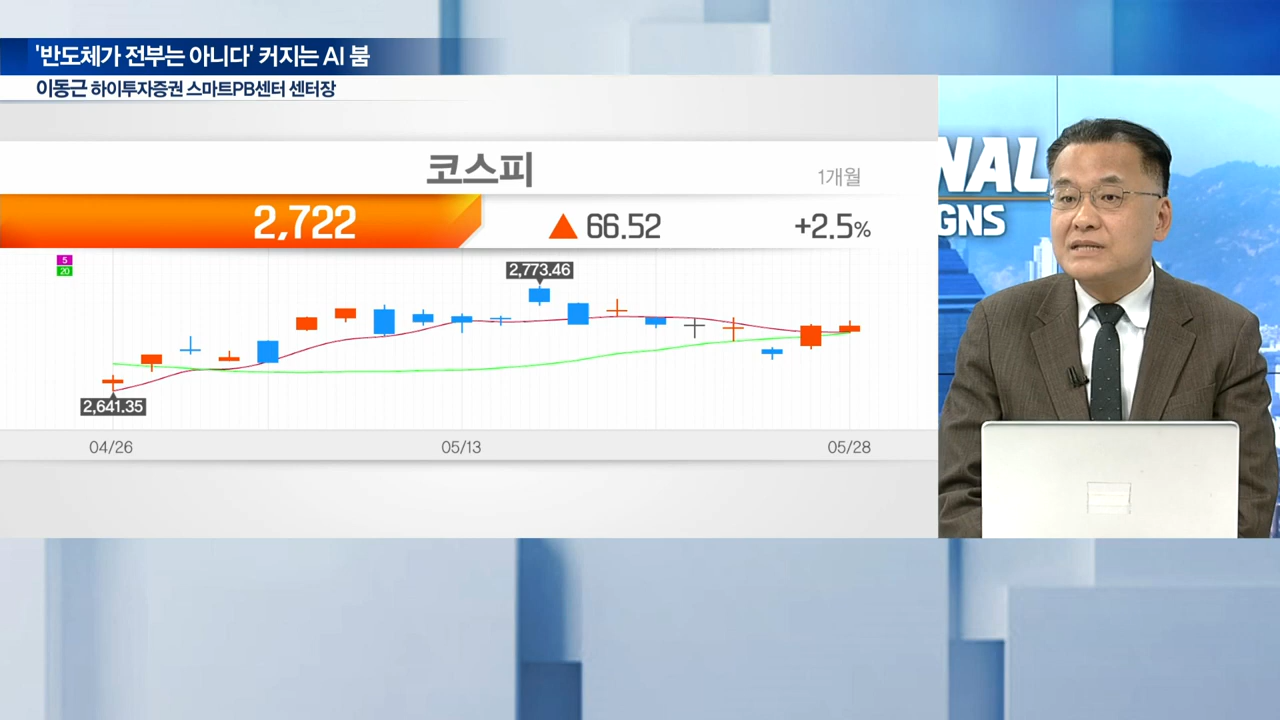 '반도체가 전부는 아니다' 커지는 AI 붐
이동근 하이투자증권 스마트PB센터 센터장
코스피
1개월
2,722 ▲ 66.52 +2.5%
5
20
2,773.46
2,641.35
04/26 05/13 05/28
NAL
GNS